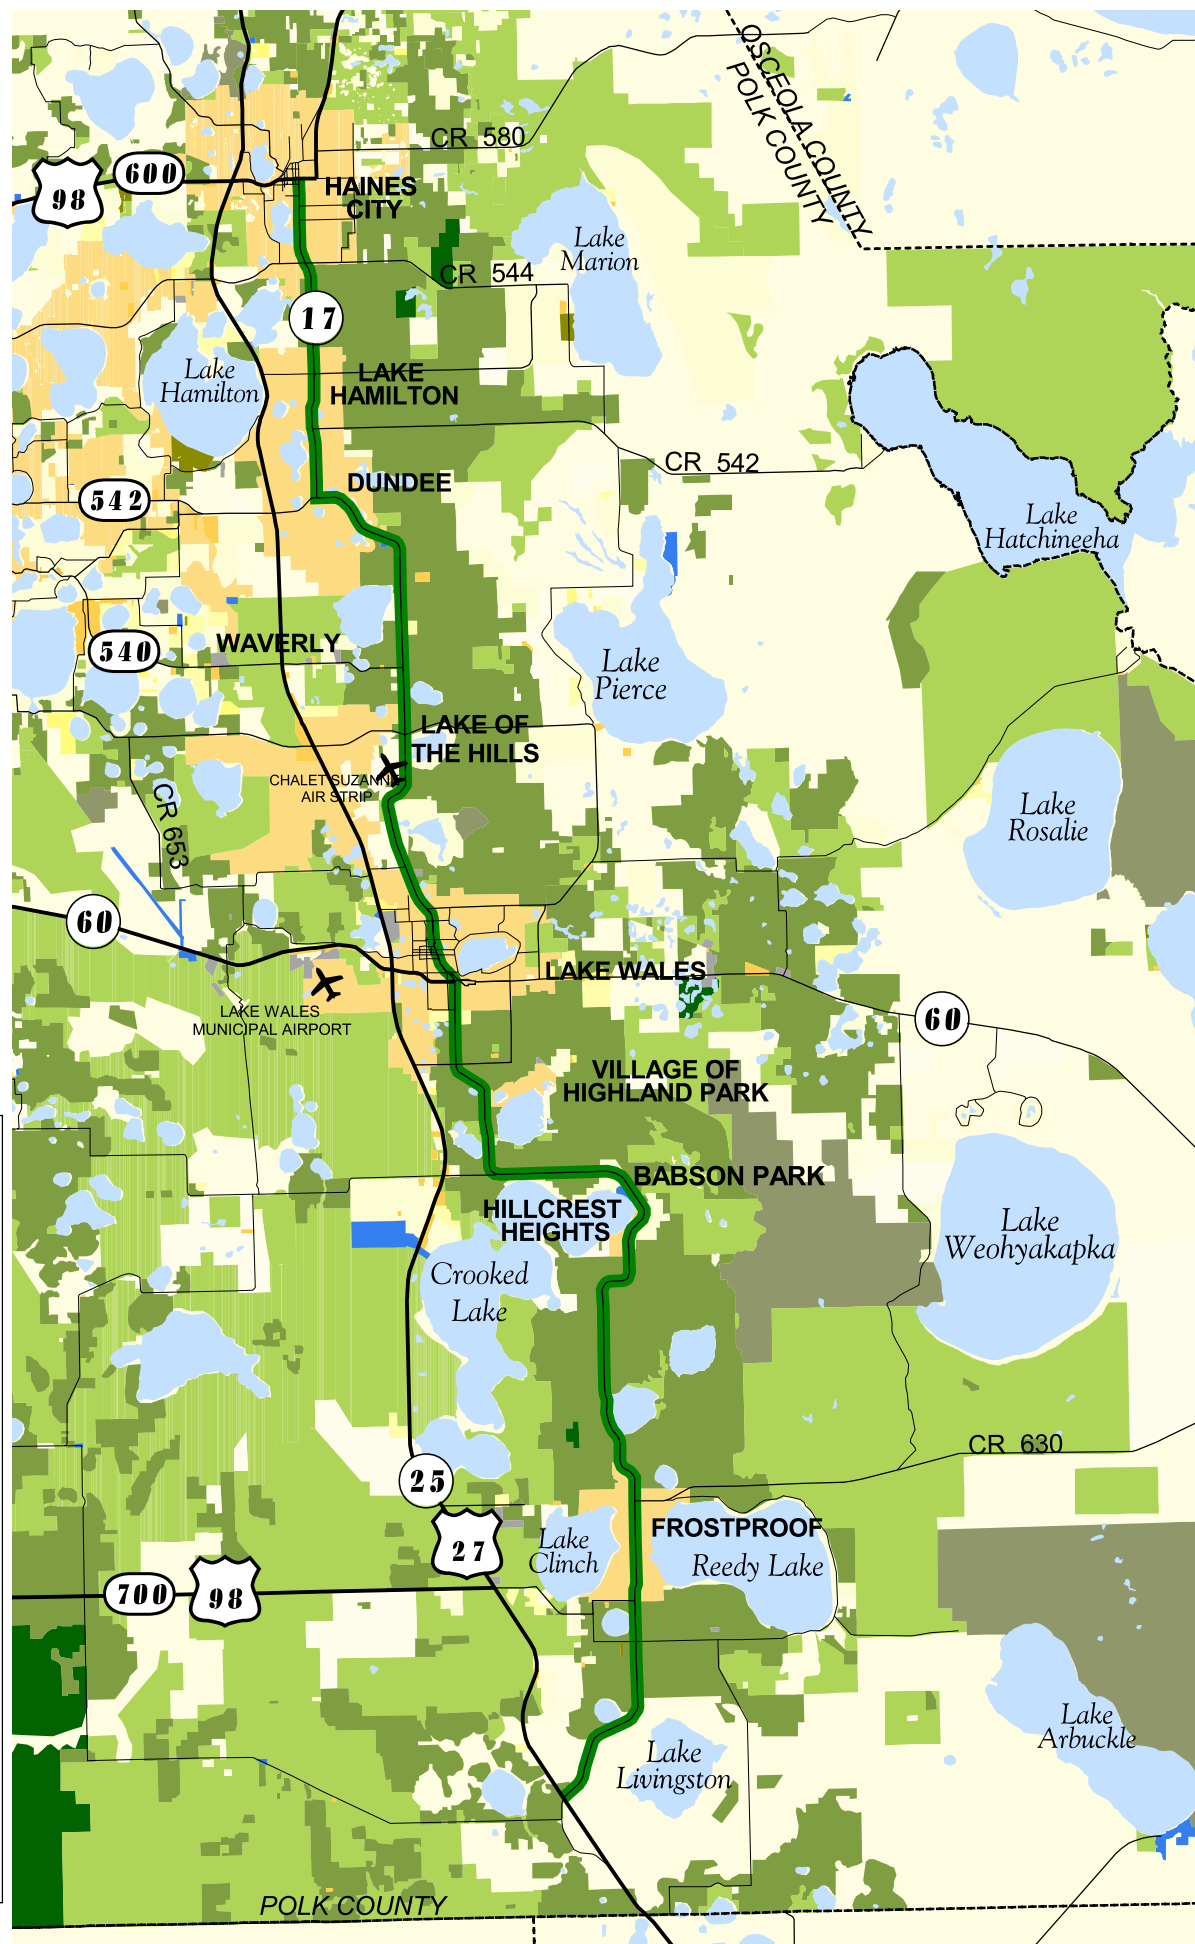 OSCEOLA COUNTY
POLK COUNTY
CR 580
600
98
HAINES
CITY
Lake
Marion
CR 544
17
Lake
Hamilton
LAKE
HAMILTON
CR 542
DUNDEE
542
Lake
Hatchineeha
540
WAVERLY
Lake
Pierce
LAKE OF
THE HILLS
CHALET SUZANNE
AIR STRIP
CR 653
Lake
Rosalie
60
LAKE WALES
LAKE WALES
MUNICIPAL AIRPORT
60
VILLAGE OF
HIGHLAND PARK
BABSON PARK
HILLCREST
HEIGHTS
Lake
Weohyakapka
Crooked
Lake
CR 630
25
27
Lake
Clinch
FROSTPROOF
Reedy Lake
700
98
Lake
Arbuckle
Lake
Livingston
POLK COUNTY